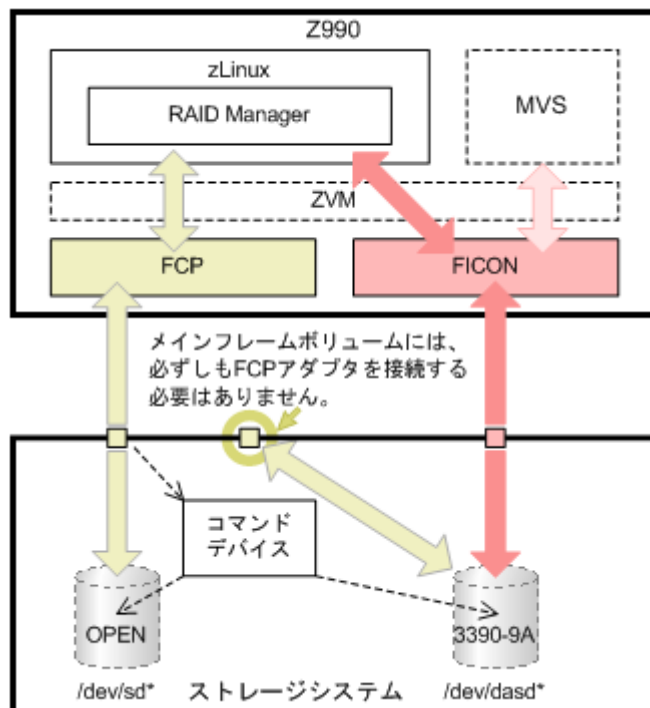 Z990
zLinux
RAID Manager
MVS
ZVM
FCP
FICON
メインフレームボリュームには、
必ずしもFCPアダプタを接続する
必要はありません。
コマンド
デバイス
OPEN
3390-9A
/dev/sd*
ストレージシステム
/dev/dasd*